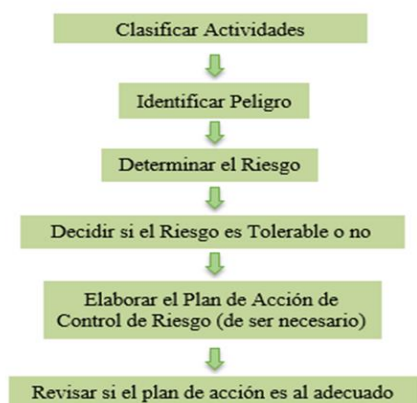 Clasificar Actividades
Identificar Peligro
Determinar el Riesgo
Decidir si el Riesgo es Tolerable o no
Elaborar el Plan de Acción de
Control de Riesgo (de ser necesario)
Revisar si el plan de acción es al adecuado